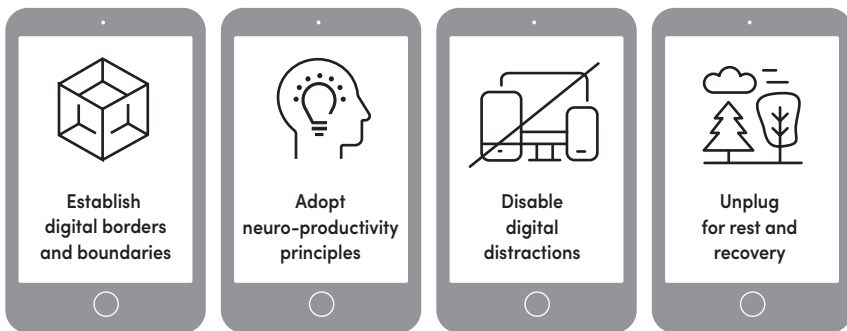 Establish
digital borders
and boundaries
Adopt
neuro-productivity
principles
Disable
digital
distractions
Unplug
for rest and
recovery